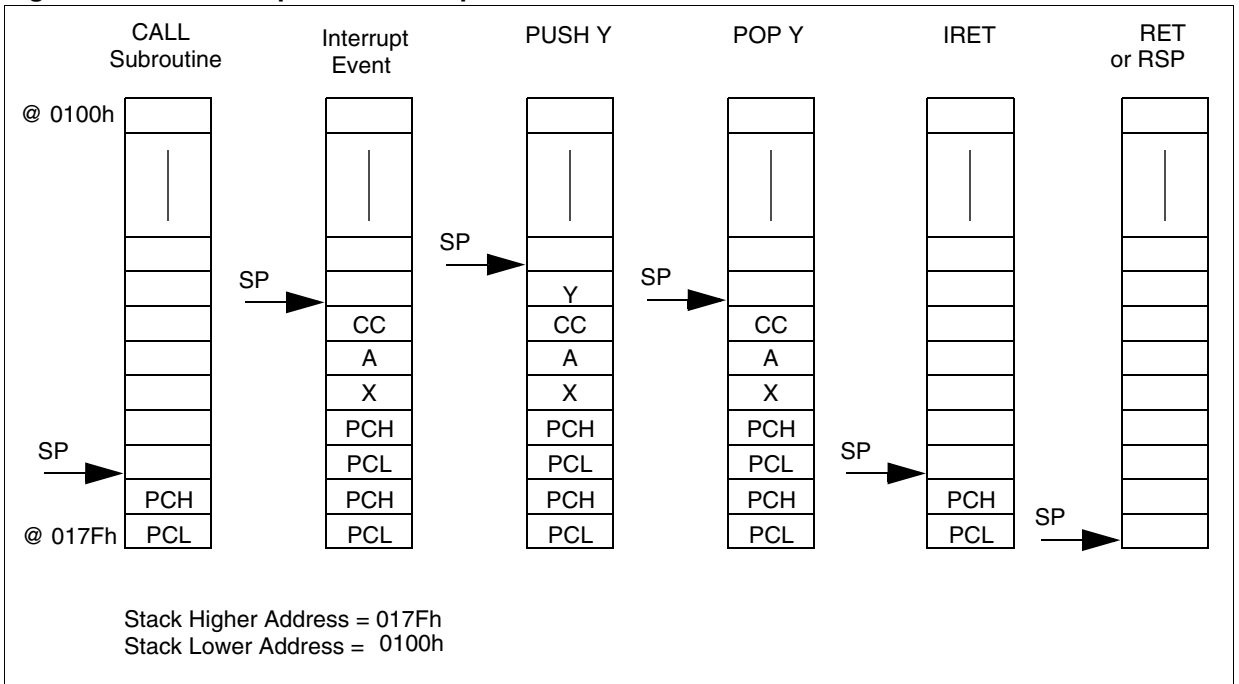 CALL Subroutine
Interrupt Event
PUSH Y
POP Y
IRET
RET or RSP
@ 0100h
SP
SP
SP
Y
CC
CC
CC
A
A
A
X
X
X
PCH
PCH
PCH
SP
PCL
PCL
PCL
SP
PCH
PCH
PCH
PCH
PCH
SP
@ 017Fh
PCL
PCL
PCL
PCL
PCL
Stack Higher Address = 017Fh
Stack Lower Address = 0100h